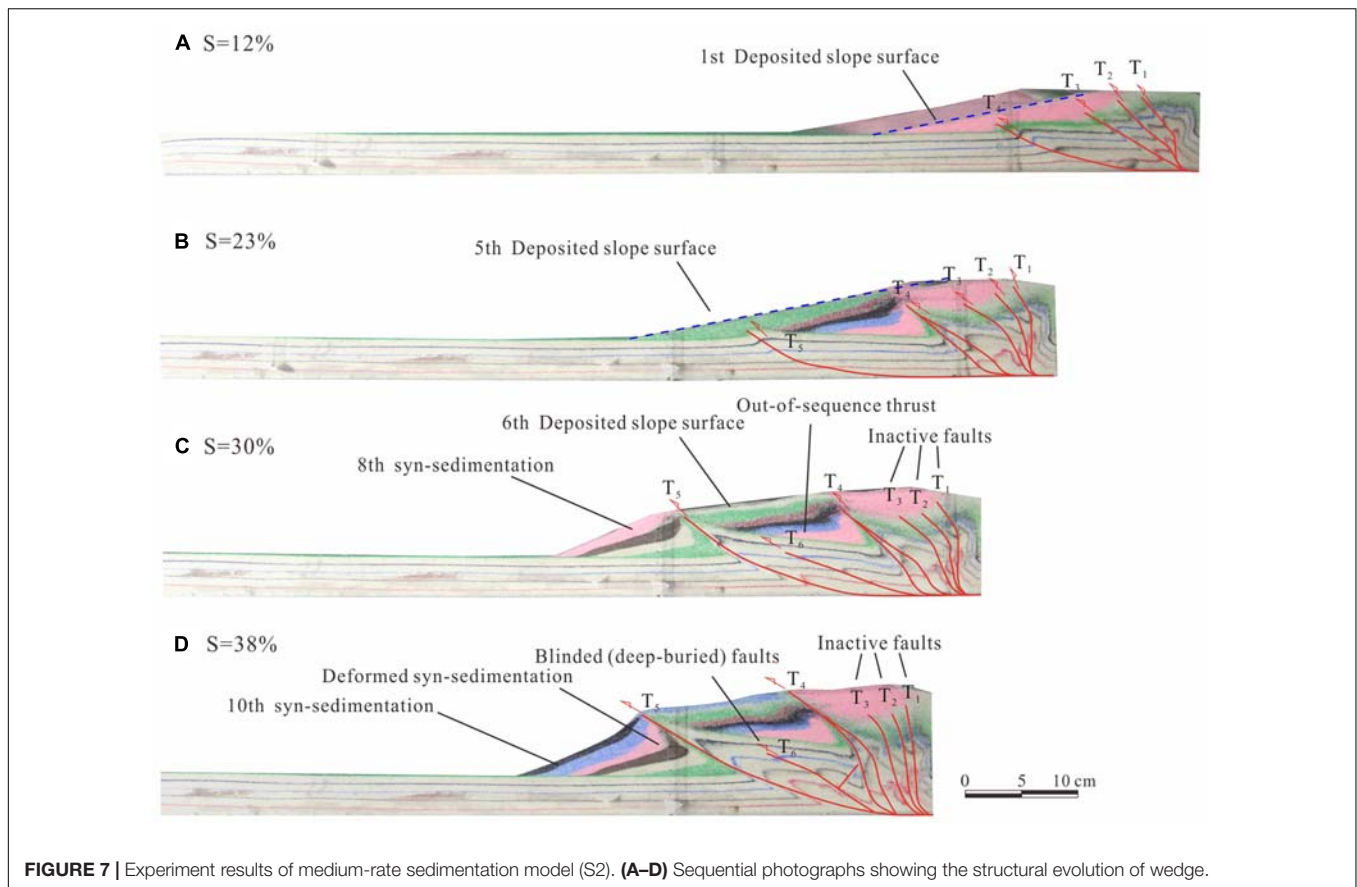 A S=12%
1st Deposited slope surface
T4 T3 T2 T1
B S=23%
5th Deposited slope surface
T5 T4 T3 T2 T1
C S=30%
Out-of-sequence thrust
6th Deposited slope surface
Inactive faults
8th syn-sedimentation
T5 T4 T3 T2 T1
T6
D S=38%
Inactive faults
Blinded (deep-buried) faults
Deformed syn-sedimentation
10th syn-sedimentation
T5 T4 T3 T2 T1
T6
0 5 10 cm
FIGURE 7 | Experiment results of medium-rate sedimentation model (S2). (A–D) Sequential photographs showing the structural evolution of wedge.